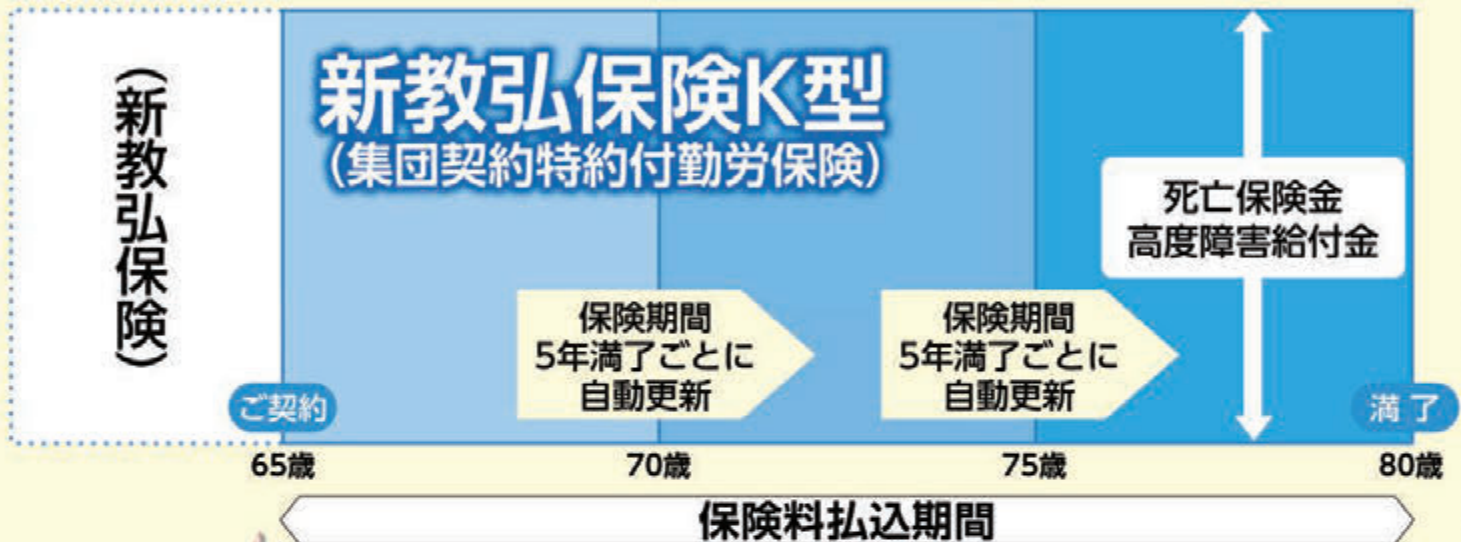 （新教弘保険）
新教弘保険K型
（集団契約特約付勤労保険）
死亡保険金
高度障害給付金
保険期間
5年満了ごとに
自動更新
保険期間
5年満了ごとに
自動更新
ご契約
満了
65歳
70歳
75歳
80歳
保険料払込期間